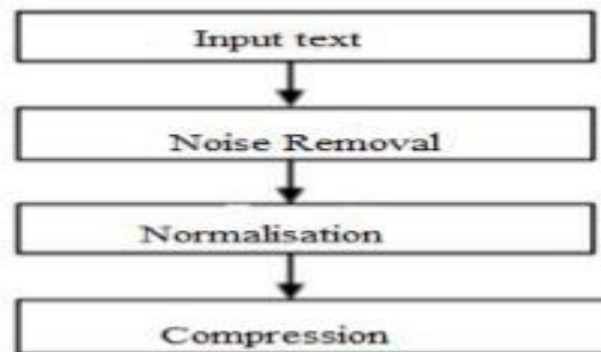 Input text
Noise Removal
Normalisation
Compression